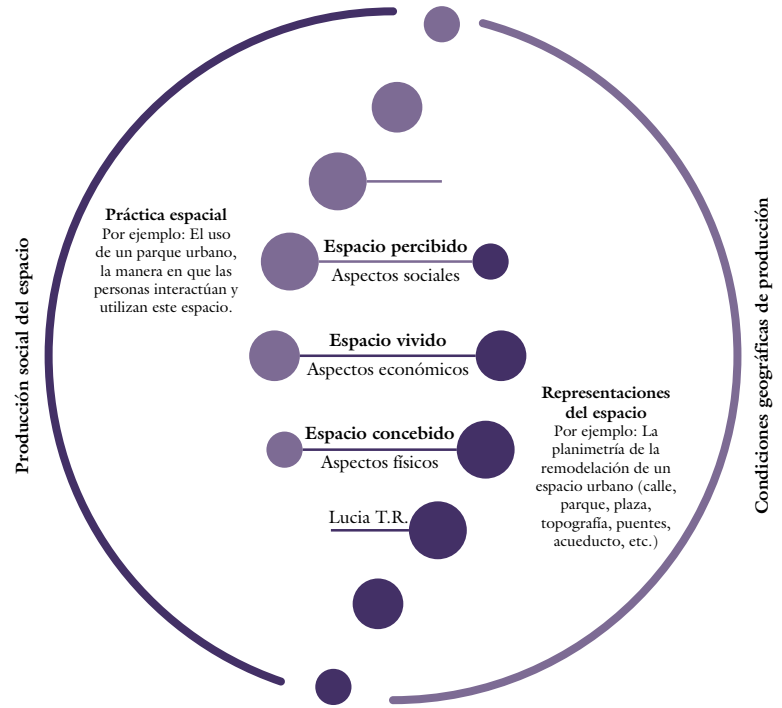 Producción social del espacio
Práctica espacial
Por ejemplo: El uso
de un parque urbano,
la manera en que las
personas interactúan y
utilizan este espacio.
Espacio percibido
Aspectos sociales
Espacio vivido
Aspectos económicos
Espacio concebido
Aspectos físicos
Lucia T.R.
Representaciones
del espacio
Por ejemplo: La
planimetría de la
remodelación de un
espacio urbano (calle,
parque, plaza,
topografía, puentes,
acueducto, etc.)
Condiciones geográficas de producción